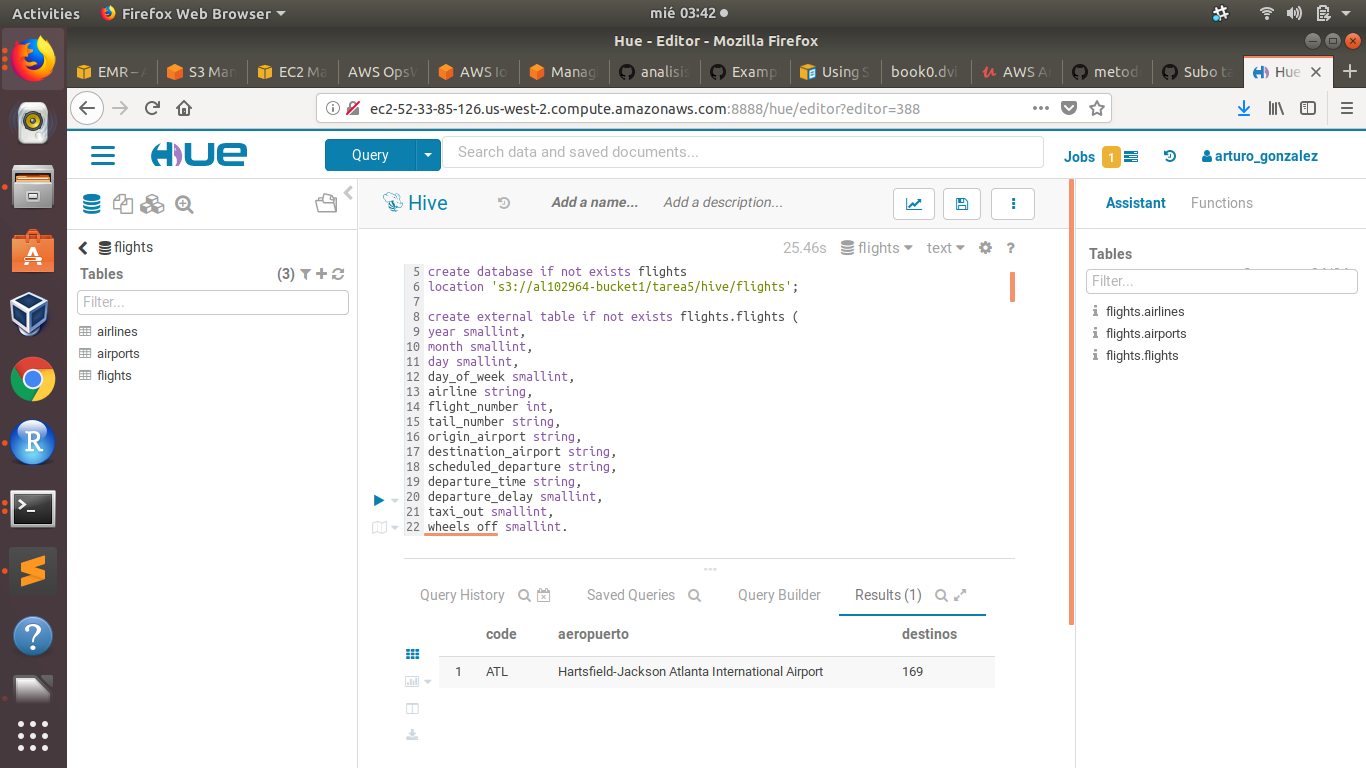 Activities Firefox Web Browser mié 03:42
Hue - Editor - Mozilla Firefox
EMR – A S3 Man EC2 Ma AWS OpsW AWS Io Manag analisis Examp Using S book0.dvi AWS A metod Subo ta Hue
ec2-52-33-85-126.us-west-2.compute.amazonaws.com:8888/hue/editor?editor=388
HUE Query Search data and saved documents... Jobs 1 arturo_gonzalez
Hive Add a name... Add a description... Assistant Functions
flights 25.46s flights text ?
Tables (3) Tables
Filter... Filter...
airlines flights.airlines
airports flights.airports
flights flights.flights
5 create database if not exists flights
6 location 's3://al102964-bucket1/tarea5/hive/flights';
7
8 create external table if not exists flights.flights (
9 year smallint,
10 month smallint,
11 day smallint,
12 day_of_week smallint,
13 airline string,
14 flight_number int,
15 tail_number string,
16 origin_airport string,
17 destination_airport string,
18 scheduled_departure string,
19 departure_time string,
20 departure_delay smallint,
21 taxi_out smallint,
22 wheels off smallint.
Query History Saved Queries Query Builder Results (1)
code aeropuerto destinos
1 ATL Hartsfield-Jackson Atlanta International Airport 169